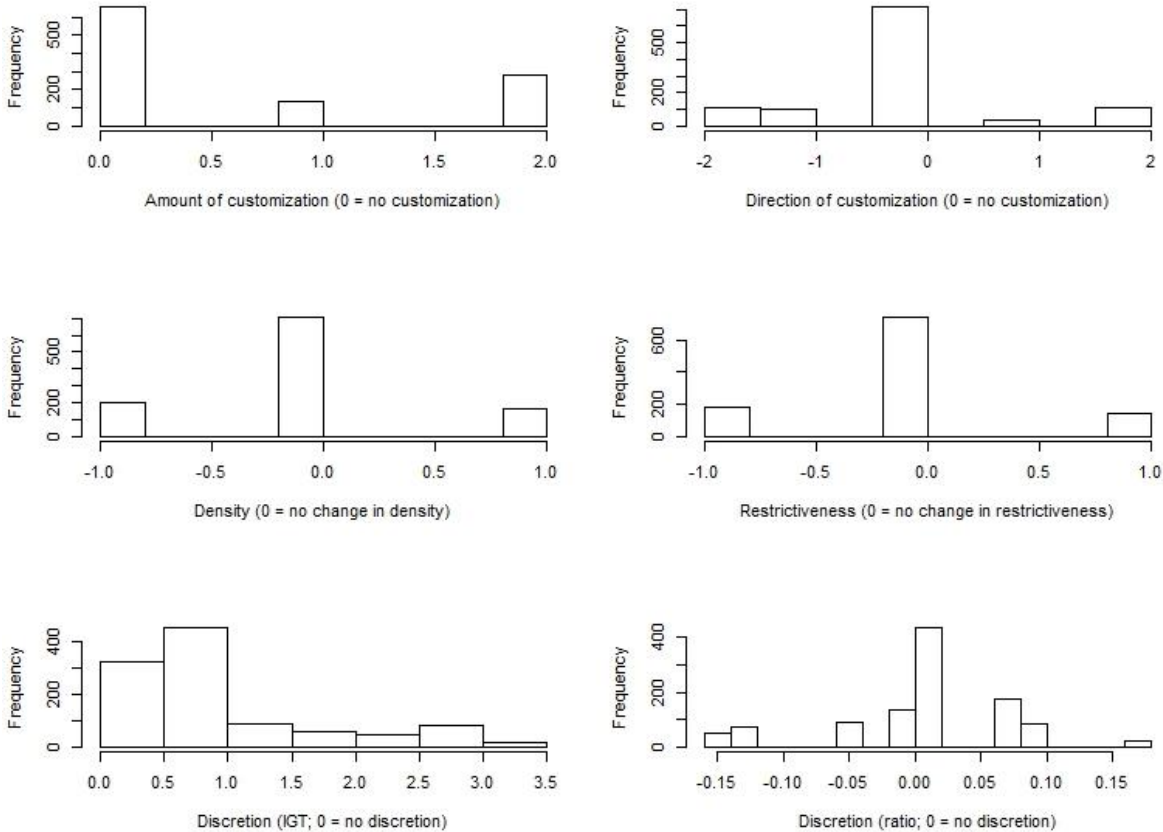 Frequency
500
200
0
0.0 0.5 1.0 1.5 2.0
Amount of customization (0 = no customization)
Frequency
500
200
0
-2 -1 0 1 2
Direction of customization (0 = no customization)
Frequency
500
200
0
-1.0 -0.5 0.0 0.5 1.0
Density (0 = no change in density)
Frequency
600
200
0
-1.0 -0.5 0.0 0.5 1.0
Restrictiveness (0 = no change in restrictiveness)
Frequency
400
200
0
0.0 0.5 1.0 1.5 2.0 2.5 3.0 3.5
Discretion (IGT; 0 = no discretion)
Frequency
400
200
0
-0.15 -0.10 -0.05 0.00 0.05 0.10 0.15
Discretion (ratio; 0 = no discretion)